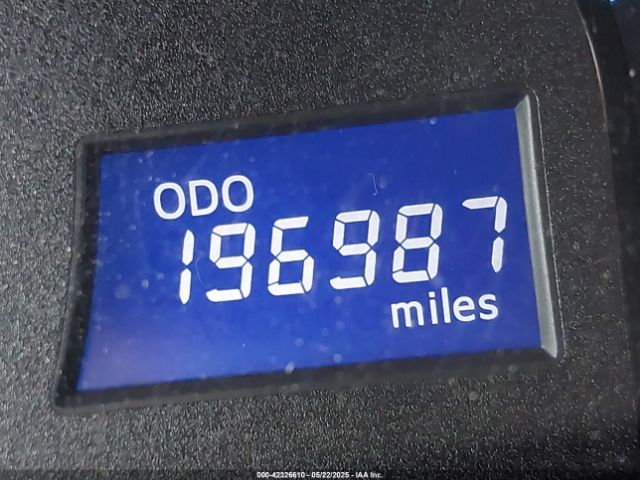 ODO
196987
miles
000-42326610 - 05/22/2025 - IAA Inc.